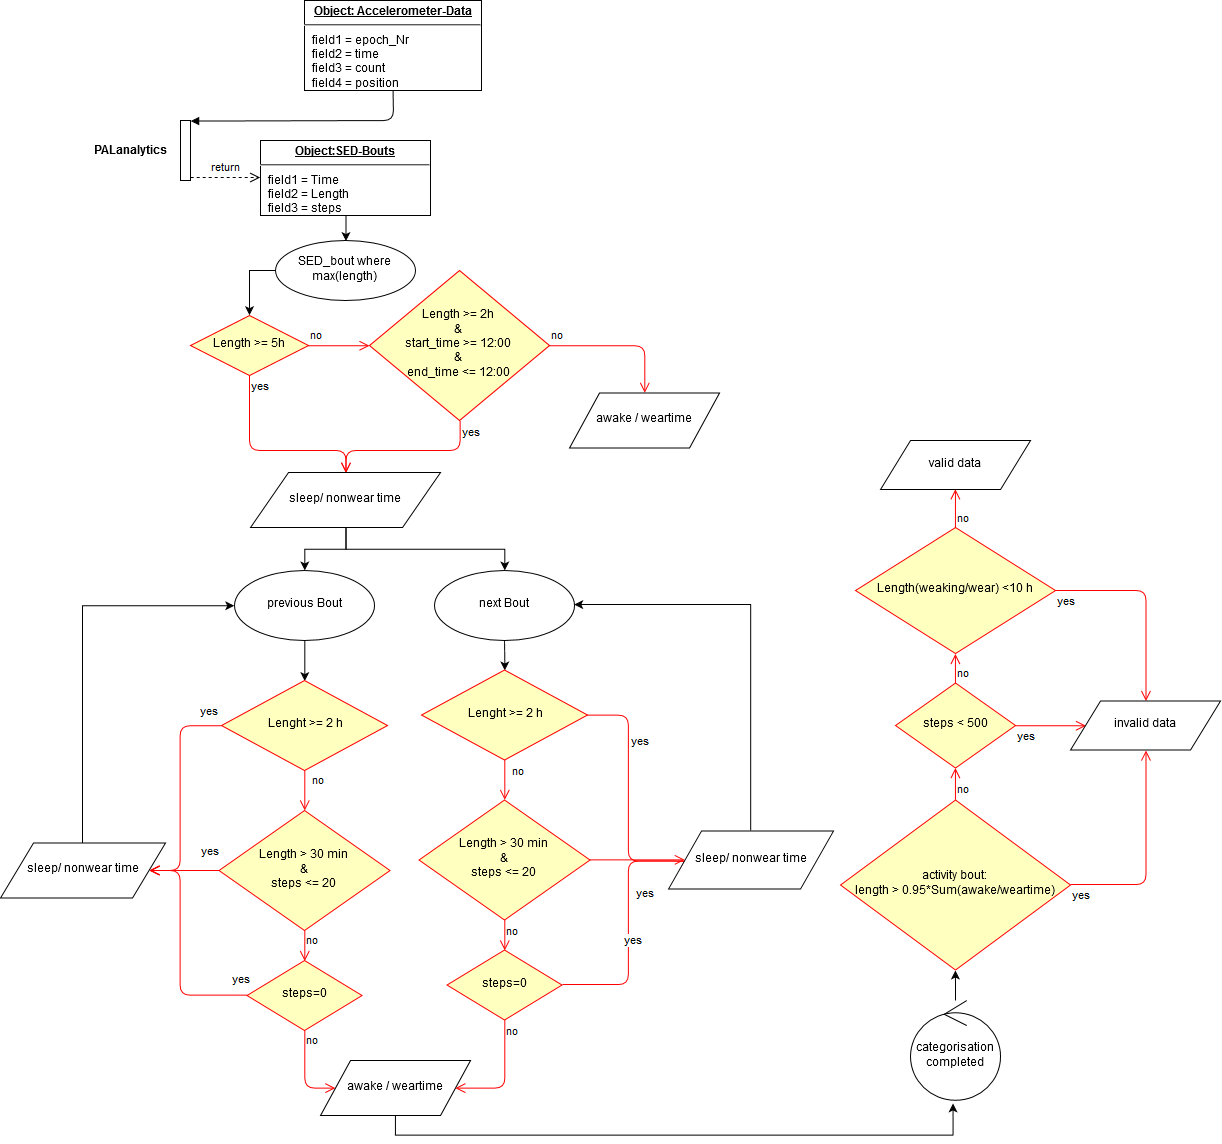 Object: Accelerometer-Data
field1 = epoch_Nr
field2 = time
field3 = count
field4 = position
PALanalytics
return
Object:SED-Bouts
field1 = Time
field2 = Length
field3 = steps
SED_bout where
max(length)
Length >= 5h
no
yes
Length >= 2h
&
start_time >= 12:00
&
end_time <= 12:00
no
yes
awake / weartime
sleep/ nonwear time
previous Bout
next Bout
Lenght >= 2 h
yes
no
Length > 30 min
&
steps <= 20
yes
no
steps=0
yes
no
sleep/ nonwear time
Lenght >= 2 h
yes
no
Length > 30 min
&
steps <= 20
yes
no
steps=0
yes
no
sleep/ nonwear time
awake / weartime
categorisation
completed
activity bout:
length > 0.95*Sum(awake/weartime)
yes
no
steps < 500
yes
no
Length(weaking/wear) <10 h
yes
no
valid data
invalid data